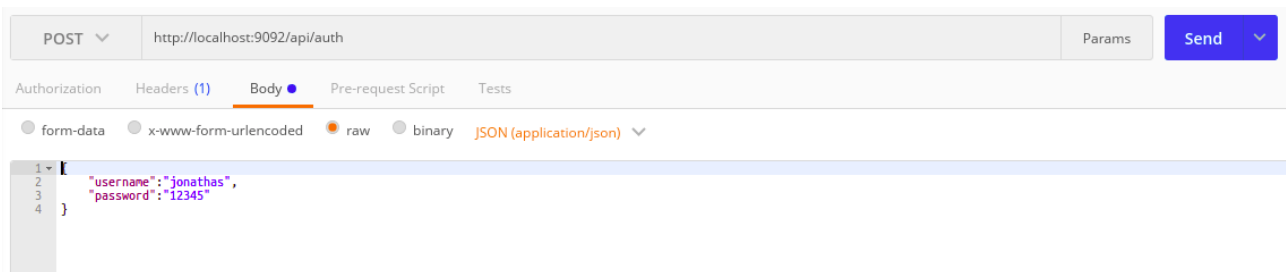 POST http://localhost:9092/api/auth Params Send
Authorization Headers (1) Body Pre-request Script Tests
form-data x-www-form-urlencoded raw binary JSON (application/json)
1 {
2 "username":"jonathas",
3 "password":"12345"
4 }